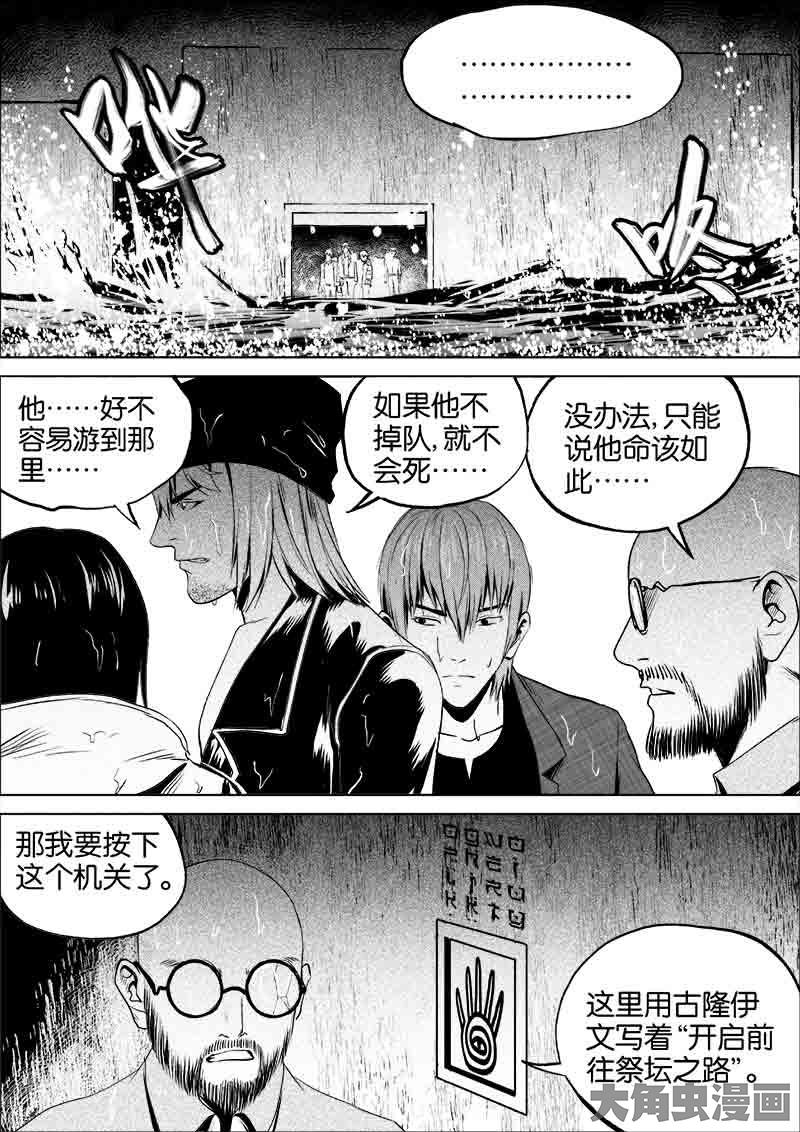 ………………
………………
他……好不
容易游到那
里……
如果他不
掉队,就不
会死……
没办法,只能
说他命该如
此……
那我要按下
这个机关了。
这里用古隆伊
文写着“开启前
往祭坛之路”。
大角虫漫画